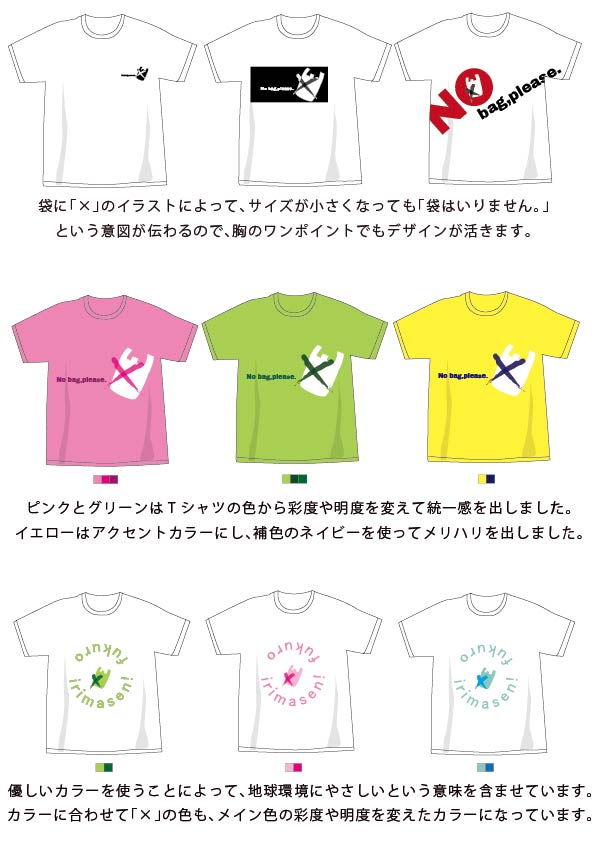 No bag,please.
No bag,please.
NO
bag,please.
袋に「×」のイラストによって、サイズが小さくなっても「袋はいりません。」
という意図が伝わるので、胸のワンポイントでもデザインが活きます。
No bag,please.
No bag,please.
No bag,please.
ピンクとグリーンはTシャツの色から彩度や明度を変えて統一感を出しました。
イエローはアクセントカラーにし、補色のネイビーを使ってメリハリを出しました。
fukuro
irimasen!
fukuro
irimasen!
fukuro
irimasen!
優しいカラーを使うことによって、地球環境にやさしいという意味を含ませています。
カラーに合わせて「×」の色も、メイン色の彩度や明度を変えたカラーになっています。